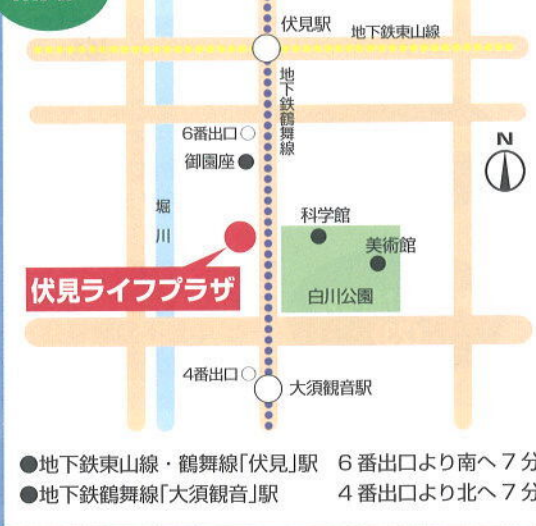 伏見駅
地下鉄東山線
地下鉄鶴舞線
6番出口
御園座
N
堀川
科学館
美術館
伏見ライフプラザ
白川公園
4番出口
大須観音駅
●地下鉄東山線・鶴舞線「伏見」駅 6番出口より南へ7分
●地下鉄鶴舞線「大須観音」駅 4番出口より北へ7分